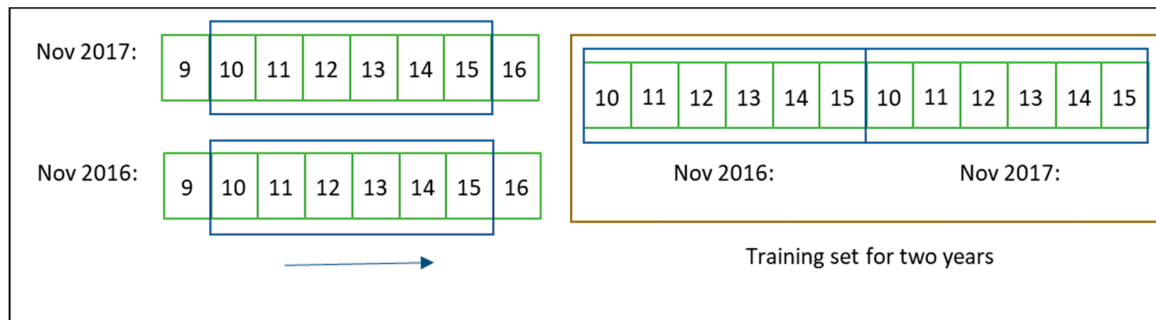 Nov 2017:
9 10 11 12 13 14 15 16
Nov 2016:
9 10 11 12 13 14 15 16
10 11 12 13 14 15 10 11 12 13 14 15
Nov 2016: Nov 2017:
Training set for two years